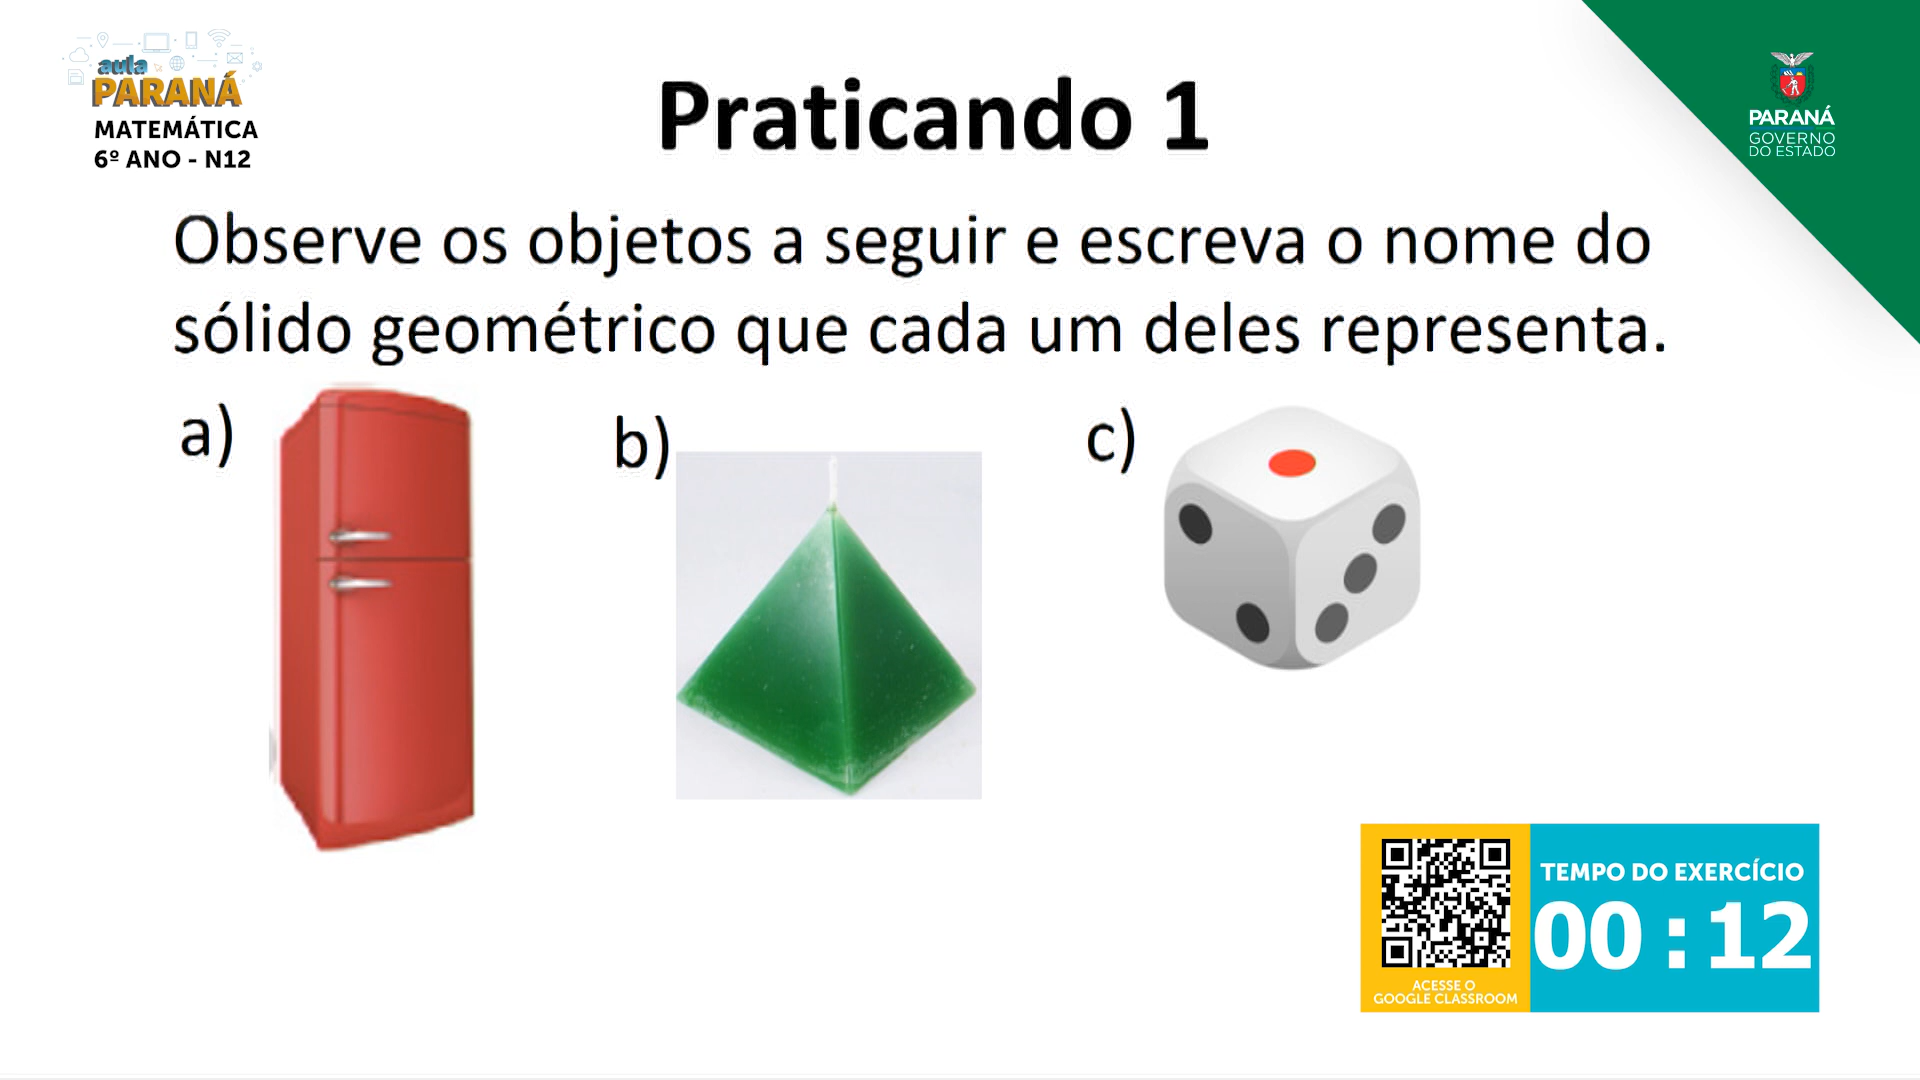 aula
PARANÁ
MATEMÁTICA
6º ANO - N12
Praticando 1
PARANÁ
GOVERNO
DO ESTADO
Observe os objetos a seguir e escreva o nome do
sólido geométrico que cada um deles representa.
a)
b)
c)
TEMPO DO EXERCÍCIO
00 : 12
ACESSE O
GOOGLE CLASSROOM